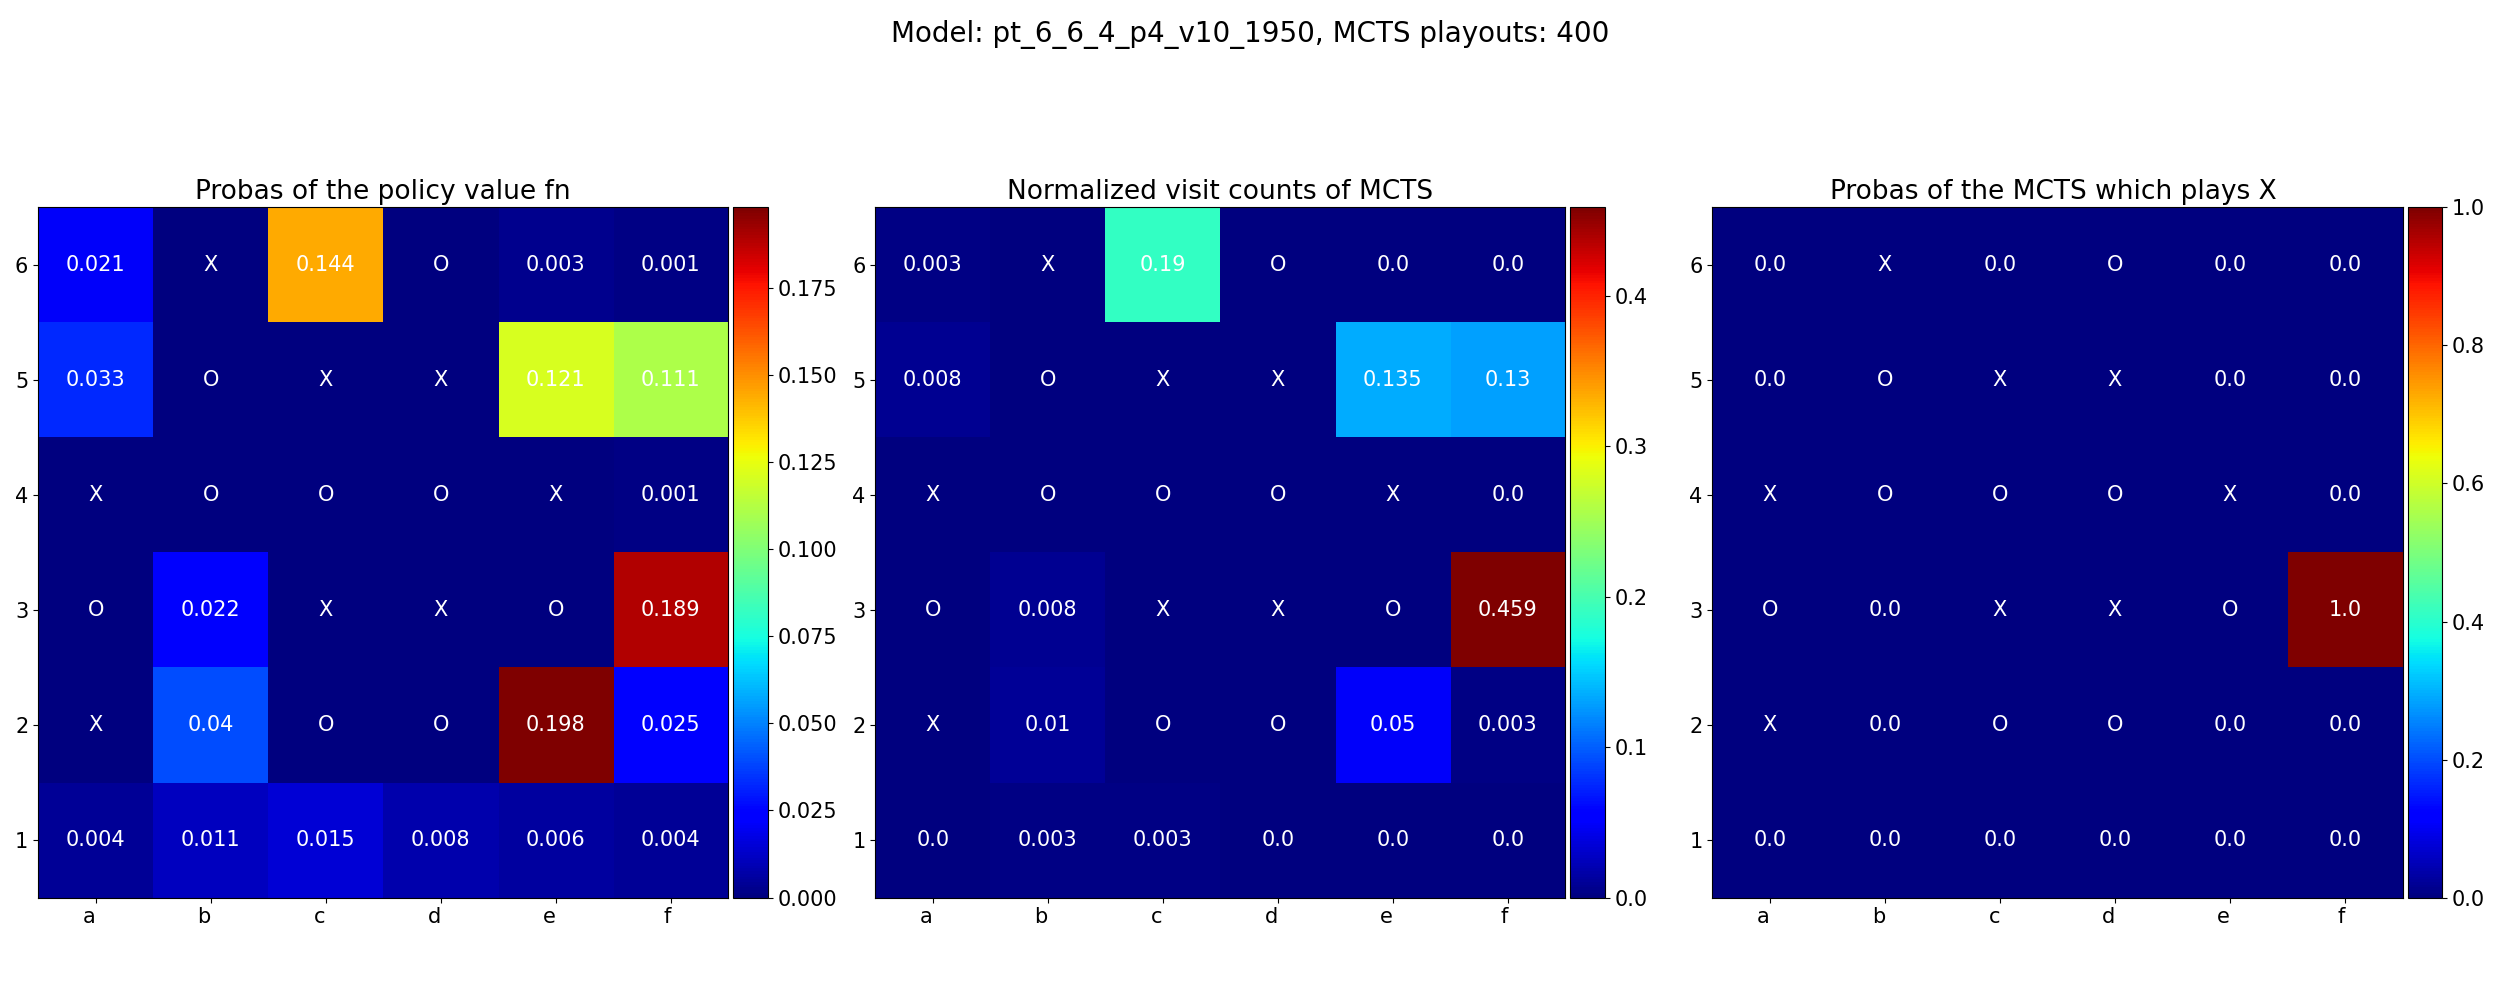 Model: pt_6_6_4_p4_v10_1950, MCTS playouts: 400
Probas of the policy value fn
6 0.021 X 0.144 O 0.003 0.001
5 0.033 O X X 0.121 0.111
4 X O O O X 0.001
3 O 0.022 X X O 0.189
2 X 0.04 O O 0.198 0.025
1 0.004 0.011 0.015 0.008 0.006 0.004
a b c d e f
0.175
0.150
0.125
0.100
0.075
0.050
0.025
0.000
Normalized visit counts of MCTS
6 0.003 X 0.19 O 0.0 0.0
5 0.008 O X X 0.135 0.13
4 X O O O X 0.0
3 O 0.008 X X O 0.459
2 X 0.01 O O 0.05 0.003
1 0.0 0.003 0.003 0.0 0.0 0.0
a b c d e f
0.4
0.3
0.2
0.1
0.0
Probas of the MCTS which plays X
6 0.0 X 0.0 O 0.0 0.0
5 0.0 O X X 0.0 0.0
4 X O O O X 0.0
3 O 0.0 X X O 1.0
2 X 0.0 O O 0.0 0.0
1 0.0 0.0 0.0 0.0 0.0 0.0
a b c d e f
1.0
0.8
0.6
0.4
0.2
0.0